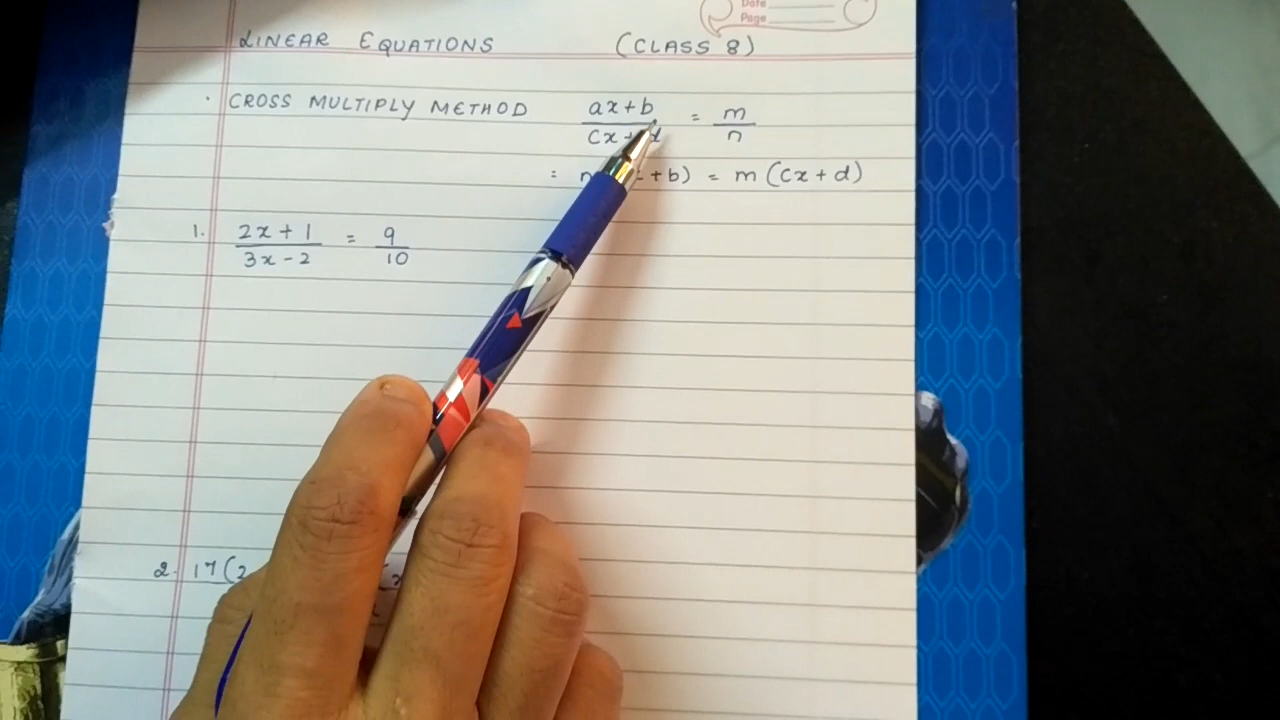 Date
Page
LINEAR EQUATIONS (CLASS 8)
. CROSS MULTIPLY METHOD ax+b / cx+d = m / n
= +b) = m(cx+d)
1. 2x+1 / 3x-2 = 9 / 10
2. 17(2